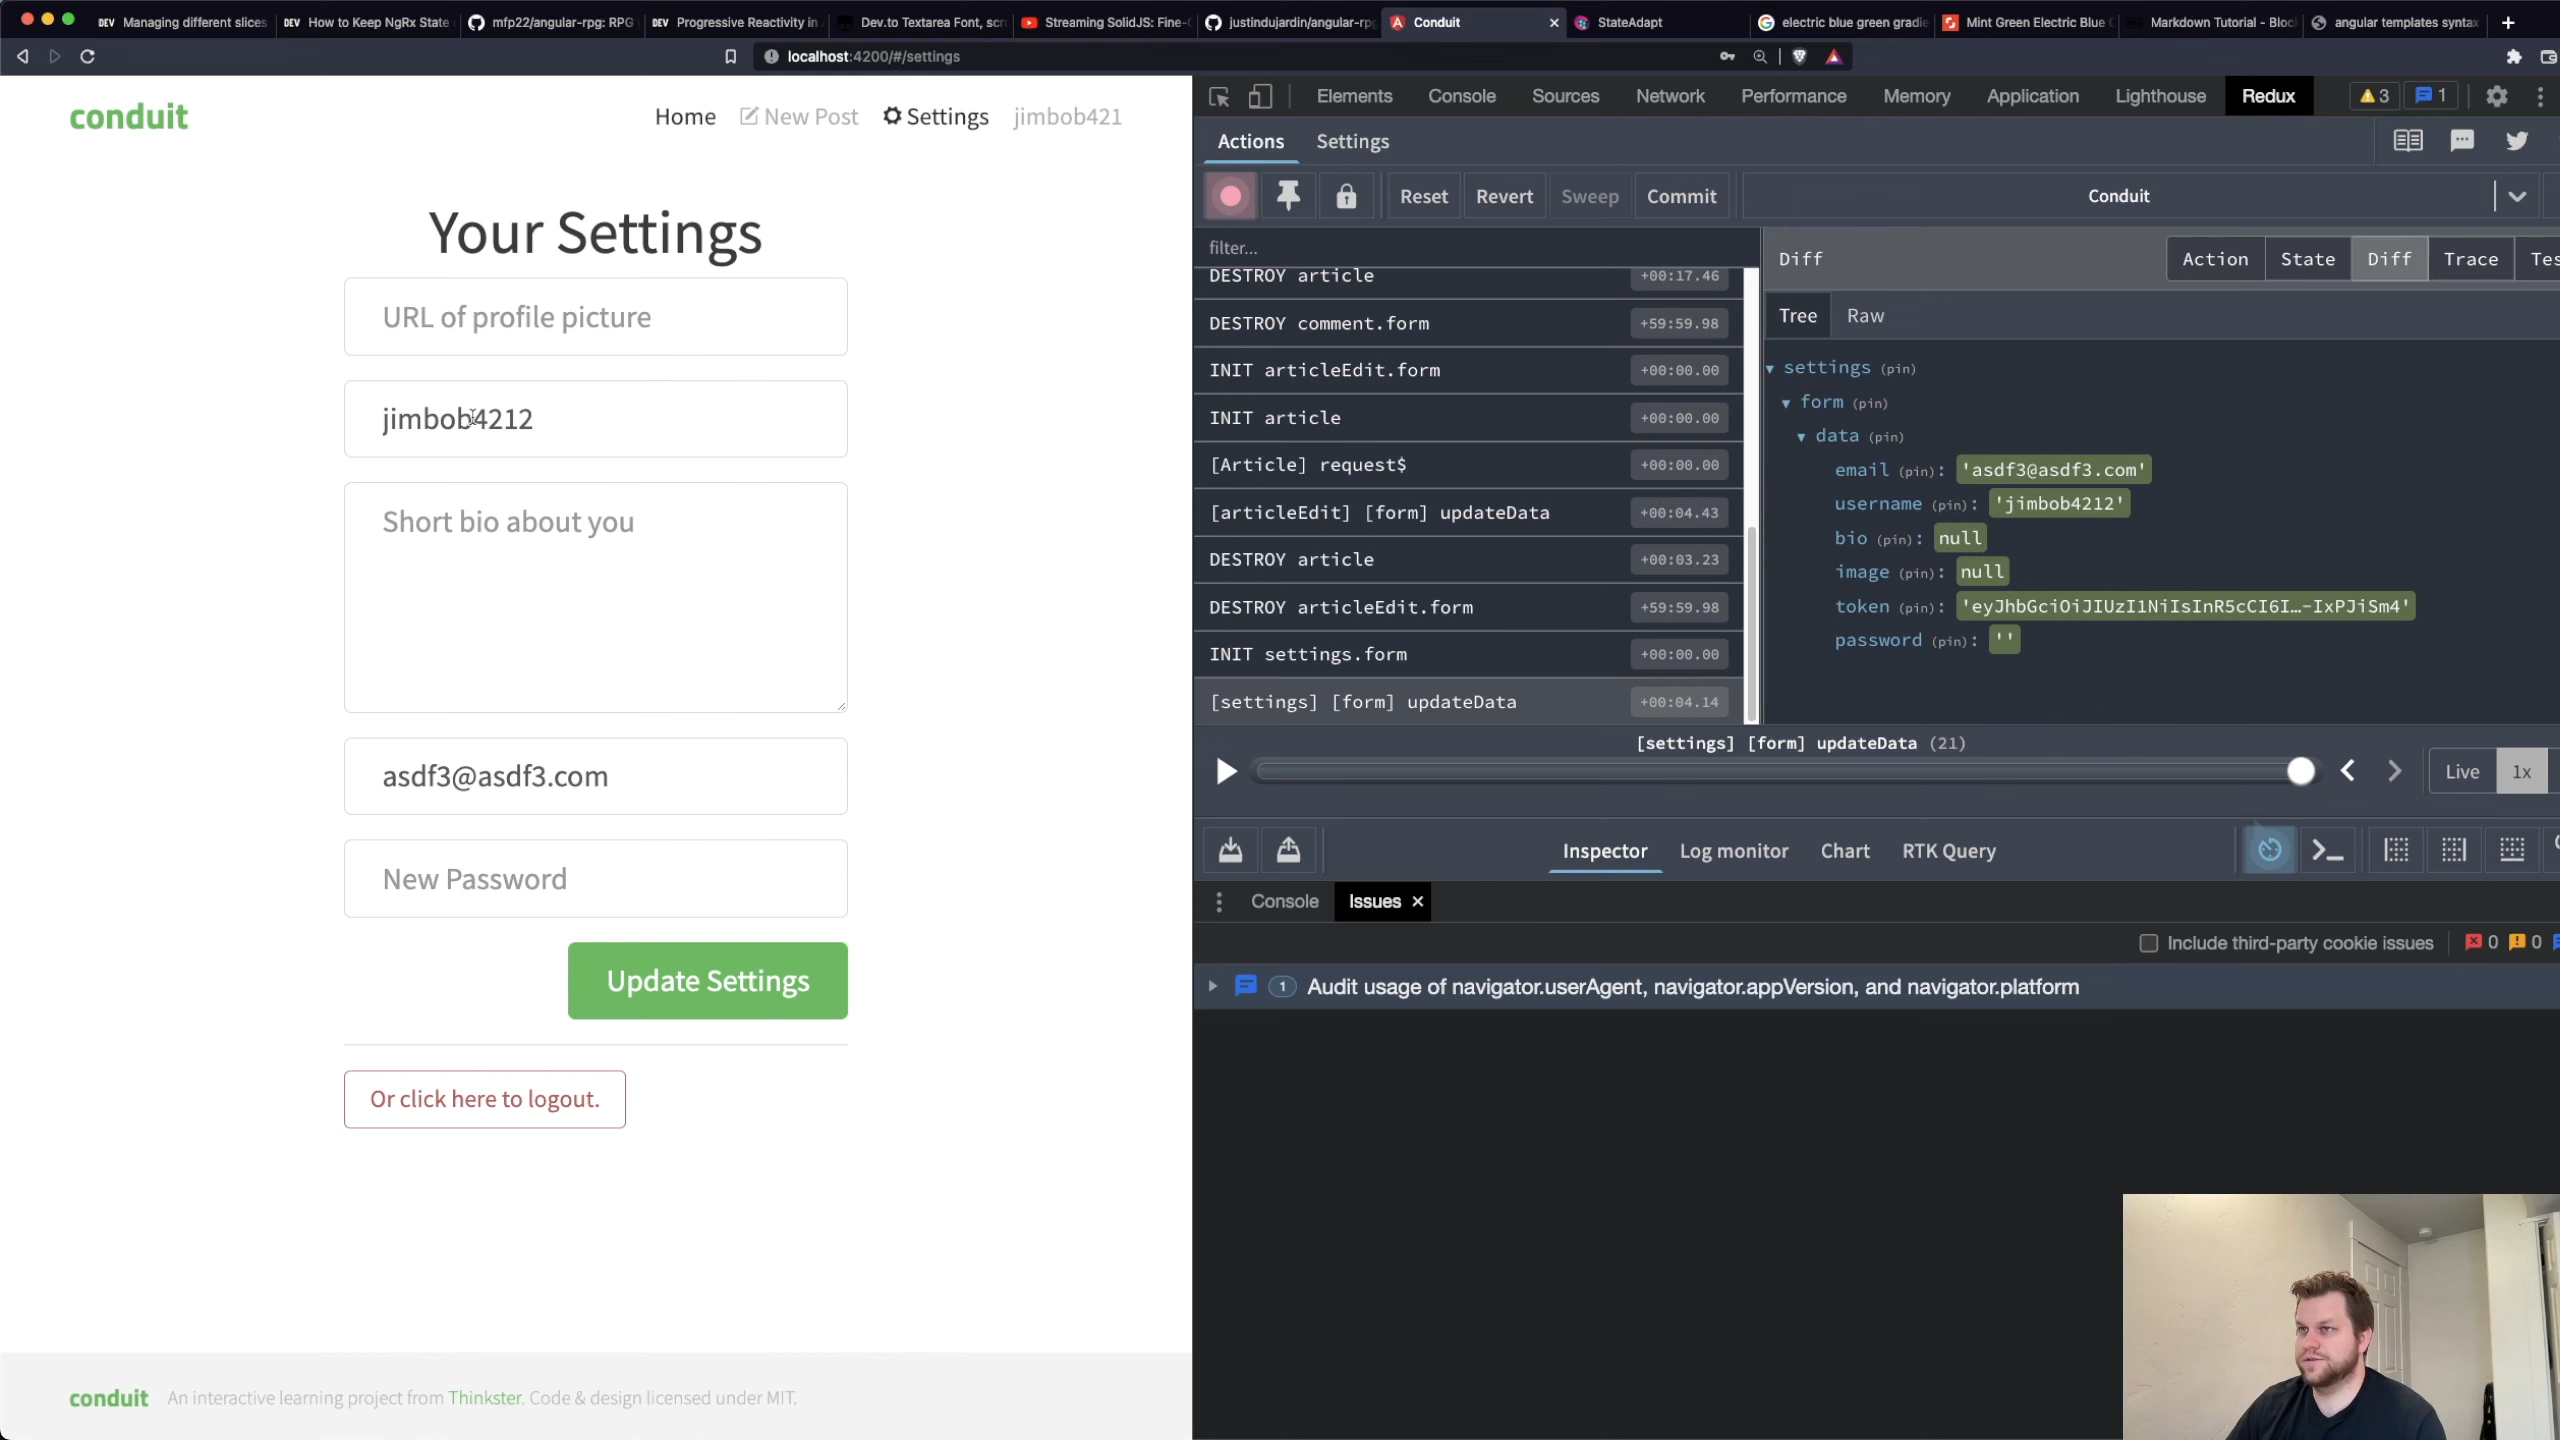 DEV Managing different slices
DEV How to Keep NgRx State
mfp22/angular-rpg: RPG
DEV Progressive Reactivity in
Dev.to Textarea Font, scr
Streaming SolidJS: Fine-
justindujardin/angular-rp
Conduit
StateAdapt
electric blue green gradie
Mint Green Electric Blue
Markdown Tutorial - Bloc
angular templates syntax
localhost:4200/#/settings
conduit
Home
New Post
Settings
jimbob421
Your Settings
URL of profile picture
jimbob4212
Short bio about you
asdf3@asdf3.com
New Password
Update Settings
Or click here to logout.
conduit An interactive learning project from Thinkster. Code & design licensed under MIT.
Elements Console Sources Network Performance Memory Application Lighthouse Redux 3 1
Actions Settings
Reset Revert Sweep Commit Conduit
filter...
DESTROY article +00:17.46
DESTROY comment.form +59:59.98
INIT articleEdit.form +00:00.00
INIT article +00:00.00
[Article] request$ +00:00.00
[articleEdit] [form] updateData +00:04.43
DESTROY article +00:03.23
DESTROY articleEdit.form +59:59.98
INIT settings.form +00:00.00
[settings] [form] updateData +00:04.14
Diff Action State Diff Trace Tes
Tree Raw
settings (pin)
form (pin)
data (pin)
email (pin): 'asdf3@asdf3.com'
username (pin): 'jimbob4212'
bio (pin): null
image (pin): null
token (pin): 'eyJhbGciOiJIUzI1NiIsInR5cCI6I…-IxPJiSm4'
password (pin): ''
[settings] [form] updateData (21)
Live 1x
Inspector Log monitor Chart RTK Query
Console Issues
Include third-party cookie issues 0 0
1 Audit usage of navigator.userAgent, navigator.appVersion, and navigator.platform